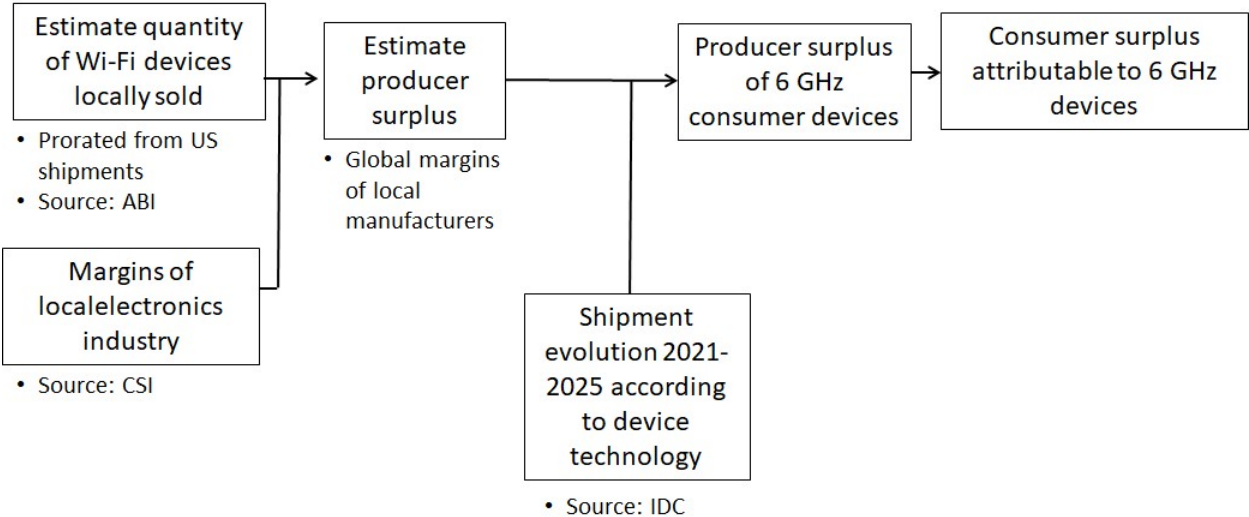 Estimate quantity
of Wi-Fi devices
locally sold
• Prorated from US
shipments
• Source: ABI
Margins of
localelectronics
industry
• Source: CSI
Estimate
producer
surplus
• Global margins
of local
manufacturers
Shipment
evolution 2021-
2025 according
to device
technology
• Source: IDC
Producer surplus
of 6 GHz
consumer devices
Consumer surplus
attributable to 6 GHz
devices